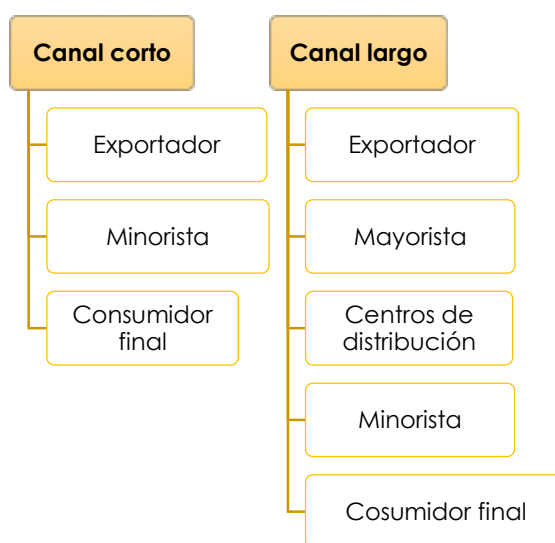 Canal corto
Exportador
Minorista
Consumidor
final
Canal largo
Exportador
Mayorista
Centros de
distribución
Minorista
Cosumidor final